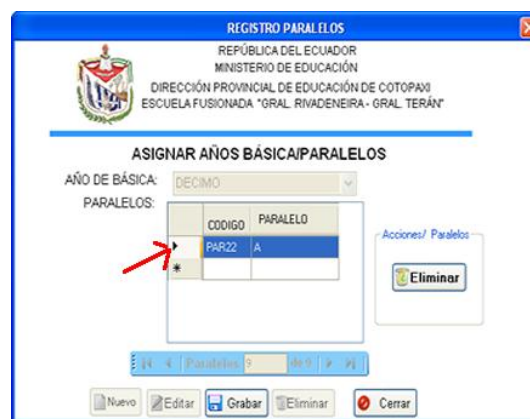 REGISTRO PARALELOS
REPÚBLICA DEL ECUADOR
MINISTERIO DE EDUCACIÓN
DIRECCIÓN PROVINCIAL DE EDUCACIÓN DE COTOPAXI
ESCUELA FUSIONADA "GRAL. RIVADENEIRA - GRAL. TERÁN"
ASIGNAR AÑOS BÁSICA/PARALELOS
AÑO DE BÁSICA: DECIMO
PARALELOS:
CODIGO PARALELO
PAR22 A
Acciones/ Paralelos
Eliminar
Paralelos 9 de 9
Nuevo Editar Grabar Eliminar Cerrar